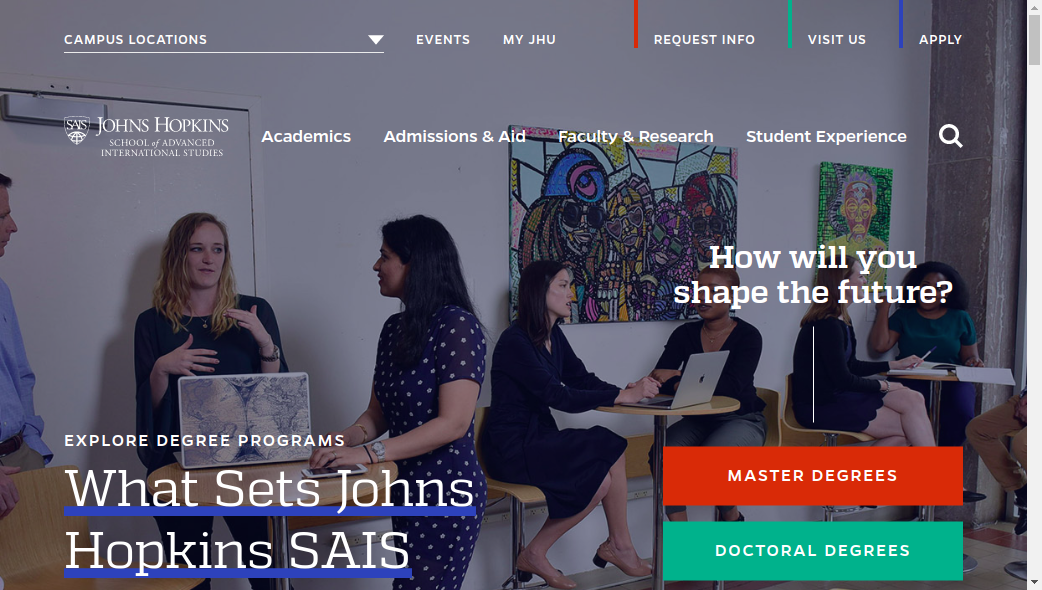 CAMPUS LOCATIONS
EVENTS
MY JHU
REQUEST INFO
VISIT US
APPLY
SAIS
JOHNS HOPKINS
SCHOOL of ADVANCED
INTERNATIONAL STUDIES
Academics
Admissions & Aid
Faculty & Research
Student Experience
How will you
shape the future?
EXPLORE DEGREE PROGRAMS
What Sets Johns
Hopkins SAIS
MASTER DEGREES
DOCTORAL DEGREES